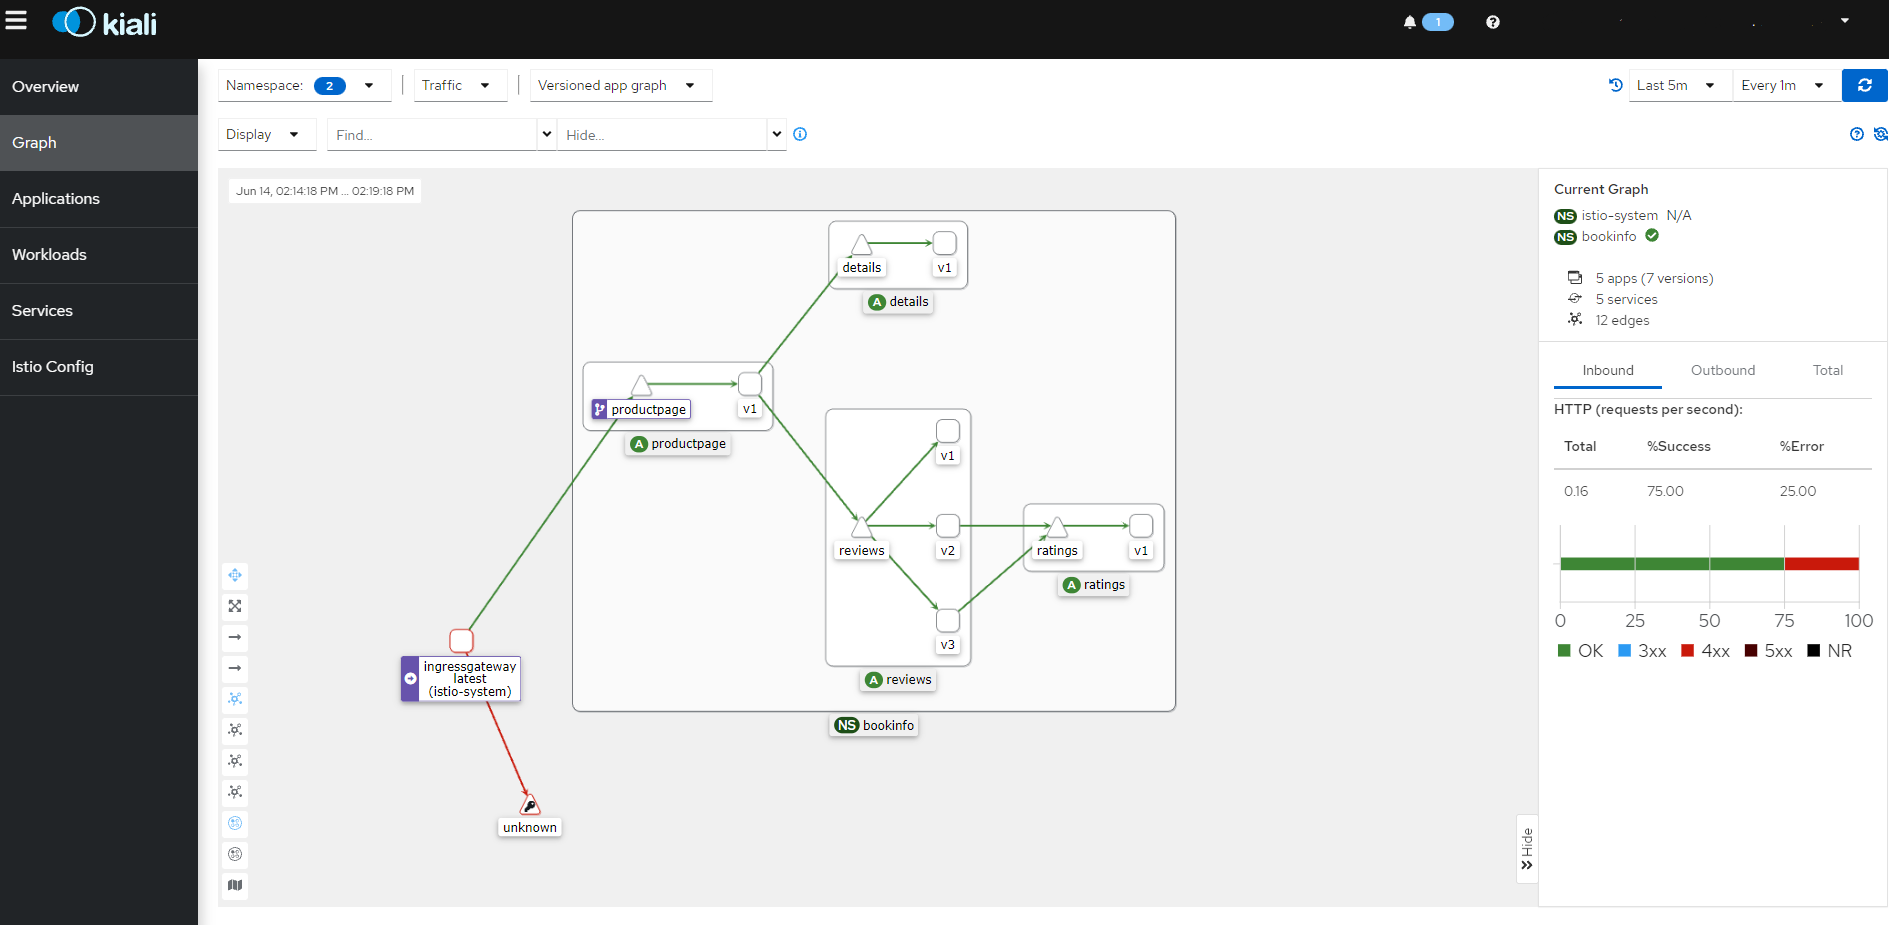 kiali
1
Overview
Graph
Applications
Workloads
Services
Istio Config
Namespace: 2
Traffic
Versioned app graph
Last 5m
Every 1m
Display
Find...
Hide...
Jun 14, 02:14:18 PM ... 02:19:18 PM
details
v1
A details
productpage
v1
A productpage
v1
reviews
v2
v3
A reviews
ratings
v1
A ratings
NS bookinfo
ingressgateway
latest
(istio-system)
unknown
Hide
Current Graph
NS istio-system N/A
NS bookinfo
5 apps (7 versions)
5 services
12 edges
Inbound Outbound Total
HTTP (requests per second):
Total %Success %Error
0.16 75.00 25.00
0 25 50 75 100
OK 3xx 4xx 5xx NR